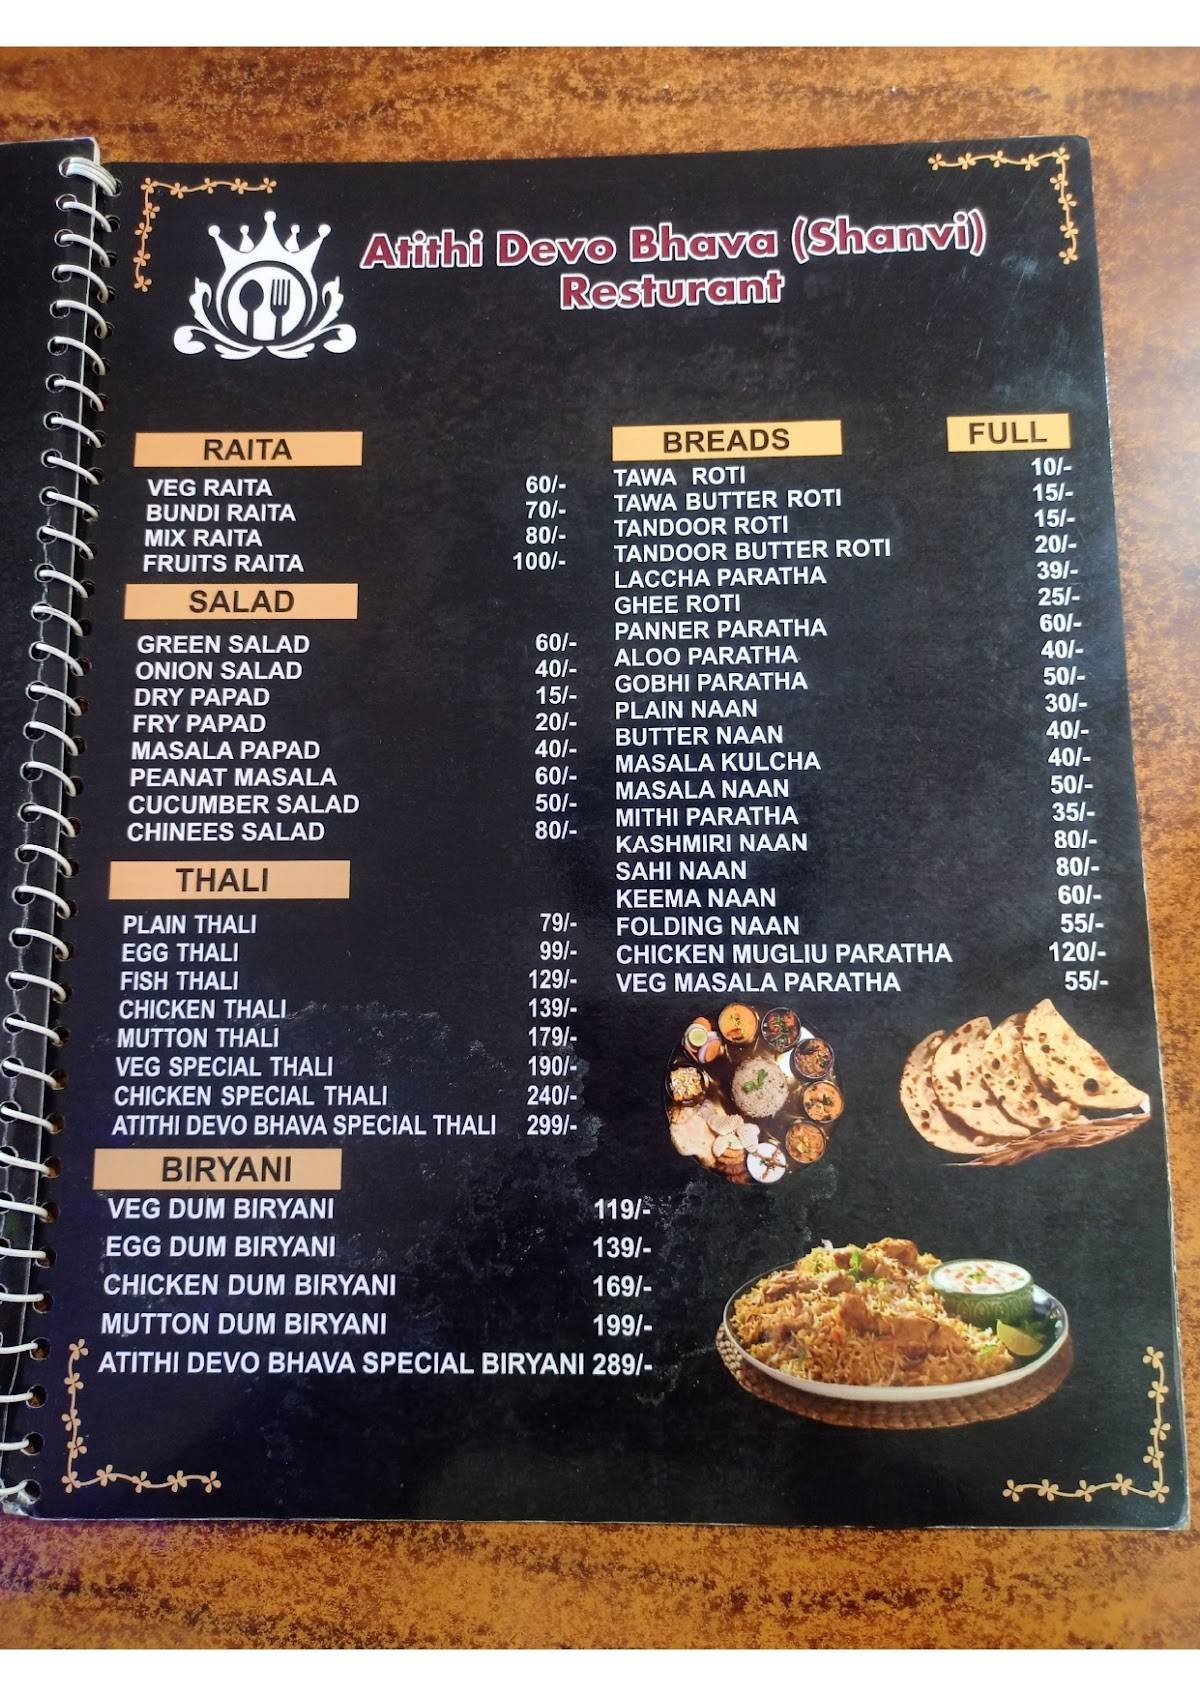 Atithi Devo Bhava (Shanvi)
Resturant
RAITA
VEG RAITA 60/-
BUNDI RAITA 70/-
MIX RAITA 80/-
FRUITS RAITA 100/-
SALAD
GREEN SALAD 60/-
ONION SALAD 40/-
DRY PAPAD 15/-
FRY PAPAD 20/-
MASALA PAPAD 40/-
PEANAT MASALA 60/-
CUCUMBER SALAD 50/-
CHINEES SALAD 80/-
THALI
PLAIN THALI 79/-
EGG THALI 99/-
FISH THALI 129/-
CHICKEN THALI 139/-
MUTTON THALI 179/-
VEG SPECIAL THALI 190/-
CHICKEN SPECIAL THALI 240/-
ATITHI DEVO BHAVA SPECIAL THALI 299/-
BIRYANI
VEG DUM BIRYANI 119/-
EGG DUM BIRYANI 139/-
CHICKEN DUM BIRYANI 169/-
MUTTON DUM BIRYANI 199/-
ATITHI DEVO BHAVA SPECIAL BIRYANI 289/-
BREADS FULL
TAWA ROTI 10/-
TAWA BUTTER ROTI 15/-
TANDOOR ROTI 15/-
TANDOOR BUTTER ROTI 20/-
LACCHA PARATHA 39/-
GHEE ROTI 25/-
PANNER PARATHA 60/-
ALOO PARATHA 40/-
GOBHI PARATHA 50/-
PLAIN NAAN 30/-
BUTTER NAAN 40/-
MASALA KULCHA 40/-
MASALA NAAN 50/-
MITHI PARATHA 35/-
KASHMIRI NAAN 80/-
SAHI NAAN 80/-
KEEMA NAAN 60/-
FOLDING NAAN 55/-
CHICKEN MUGLIU PARATHA 120/-
VEG MASALA PARATHA 55/-